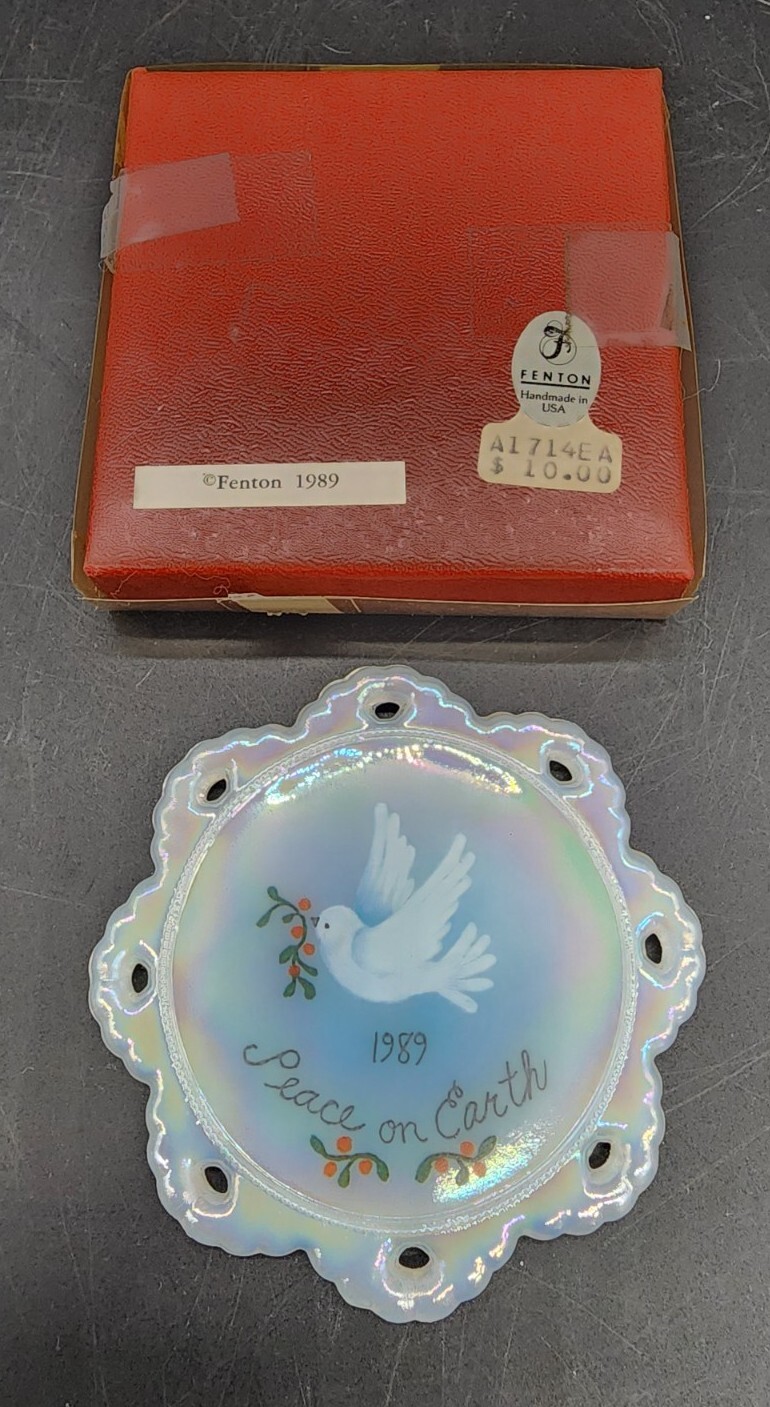 FENTON
Handmade in
USA
A1714EA
$ 10.00
©Fenton 1989
1989
Peace on Earth